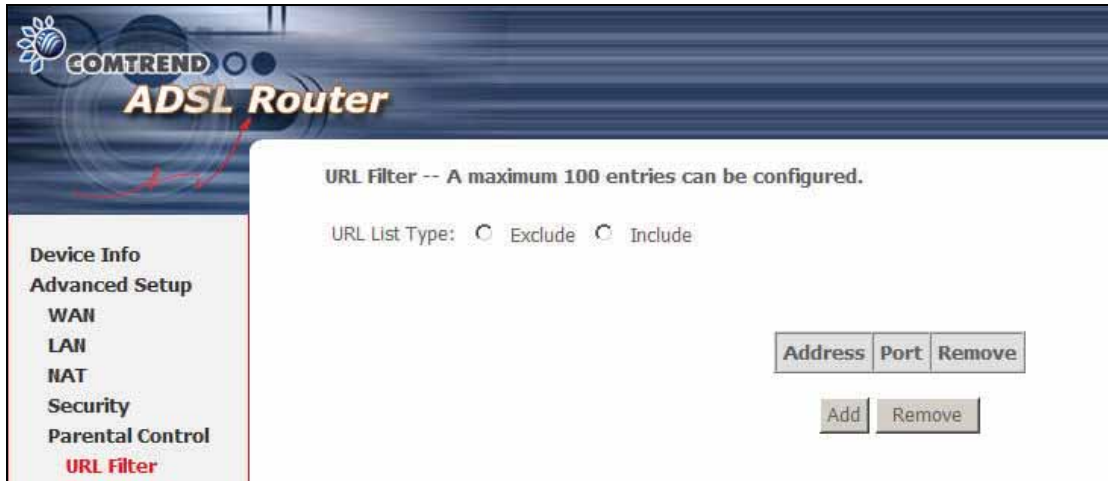 COMTREND
ADSL Router
URL Filter -- A maximum 100 entries can be configured.
URL List Type: Exclude Include
Device Info
Advanced Setup
WAN
LAN
NAT
Security
Parental Control
URL Filter
Address Port Remove
Add Remove